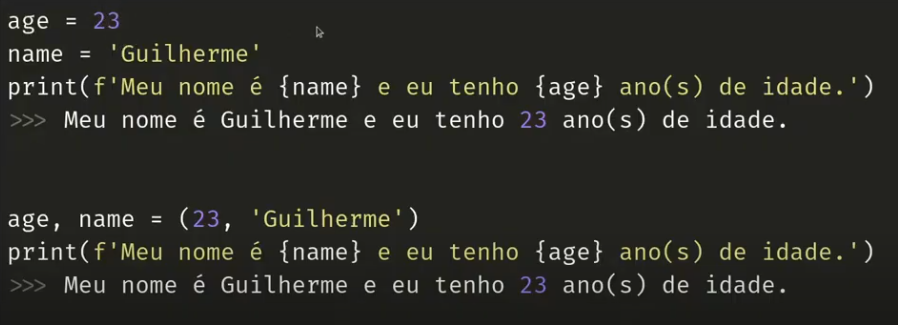 age = 23
name = 'Guilherme'
print(f'Meu nome é {name} e eu tenho {age} ano(s) de idade.')
>>> Meu nome é Guilherme e eu tenho 23 ano(s) de idade.
age, name = (23, 'Guilherme')
print(f'Meu nome é {name} e eu tenho {age} ano(s) de idade.')
>>> Meu nome é Guilherme e eu tenho 23 ano(s) de idade.